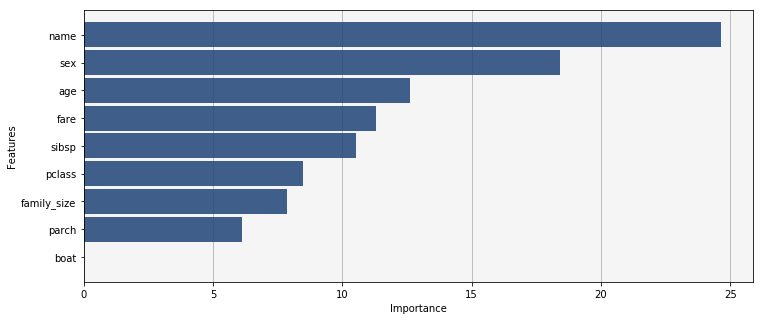 name
sex
age
fare
sibsp
pclass
family_size
parch
boat
Features
0 5 10 15 20 25
Importance